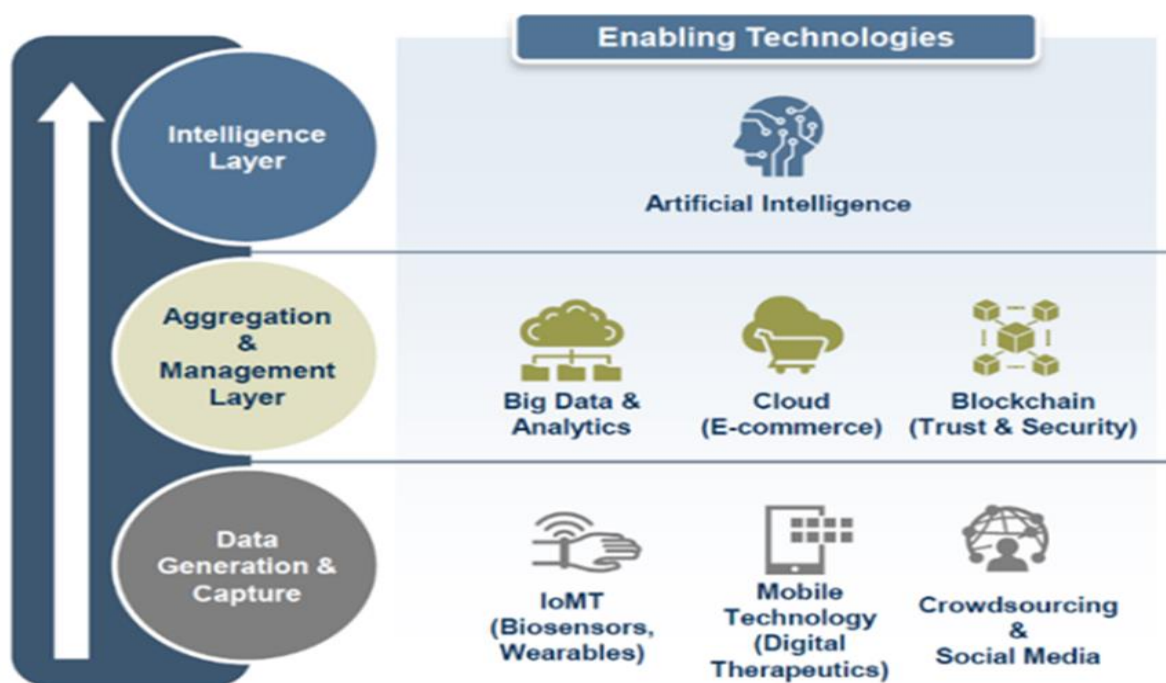 Enabling Technologies
Intelligence
Layer
Artificial Intelligence
Aggregation
&
Management
Layer
Big Data &
Analytics
Cloud
(E-commerce)
Blockchain
(Trust & Security)
Data
Generation &
Capture
IoMT
(Biosensors,
Wearables)
Mobile
Technology
(Digital
Therapeutics)
Crowdsourcing
&
Social Media